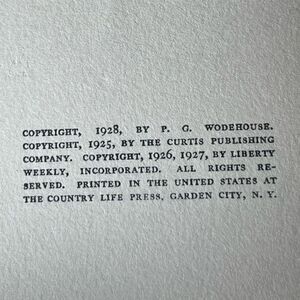 COPYRIGHT, 1928, BY P. G. WODEHOUSE.
COPYRIGHT, 1925, BY THE CURTIS PUBLISHING
COMPANY. COPYRIGHT, 1926, 1927, BY LIBERTY
WEEKLY, INCORPORATED. ALL RIGHTS RE-
SERVED. PRINTED IN THE UNITED STATES AT
THE COUNTRY LIFE PRESS, GARDEN CITY, N. Y.